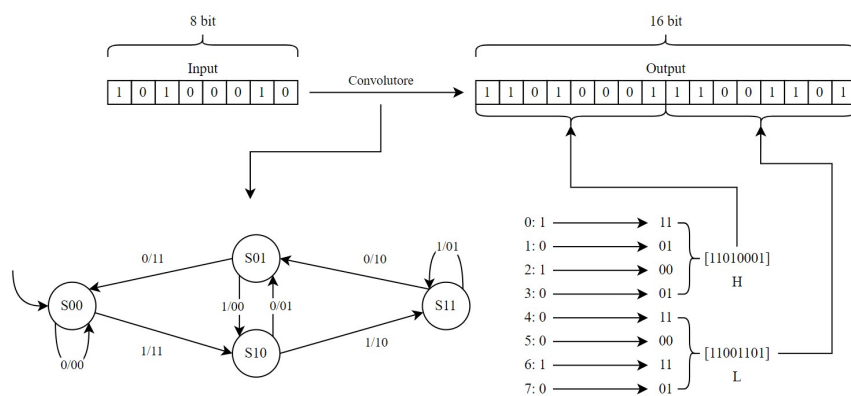 8 bit
16 bit
Input
Convolutore
Output
1 0 1 0 0 0 1 0
1 1 0 1 0 0 0 1 1 1 0 0 1 1 0 1
0: 1 11
1: 0 01
2: 1 00
3: 0 01
4: 0 11
5: 0 00
6: 1 11
7: 0 01
[11010001]
H
[11001101]
L
S01
0/11
0/10
1/01
S00
1/00
0/01
S11
0/00
1/11
S10
1/10